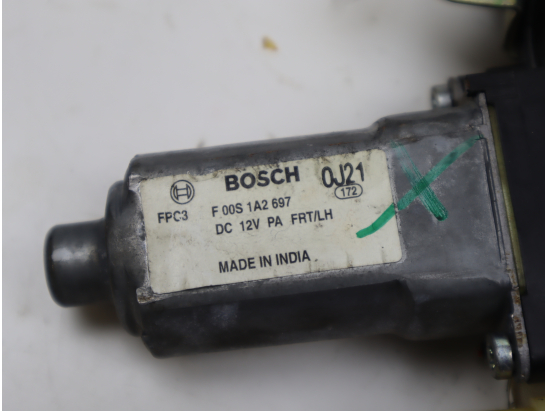 BOSCH 0J21
172
FPC3 F 00S 1A2 697
DC 12V PA FRT/LH
MADE IN INDIA